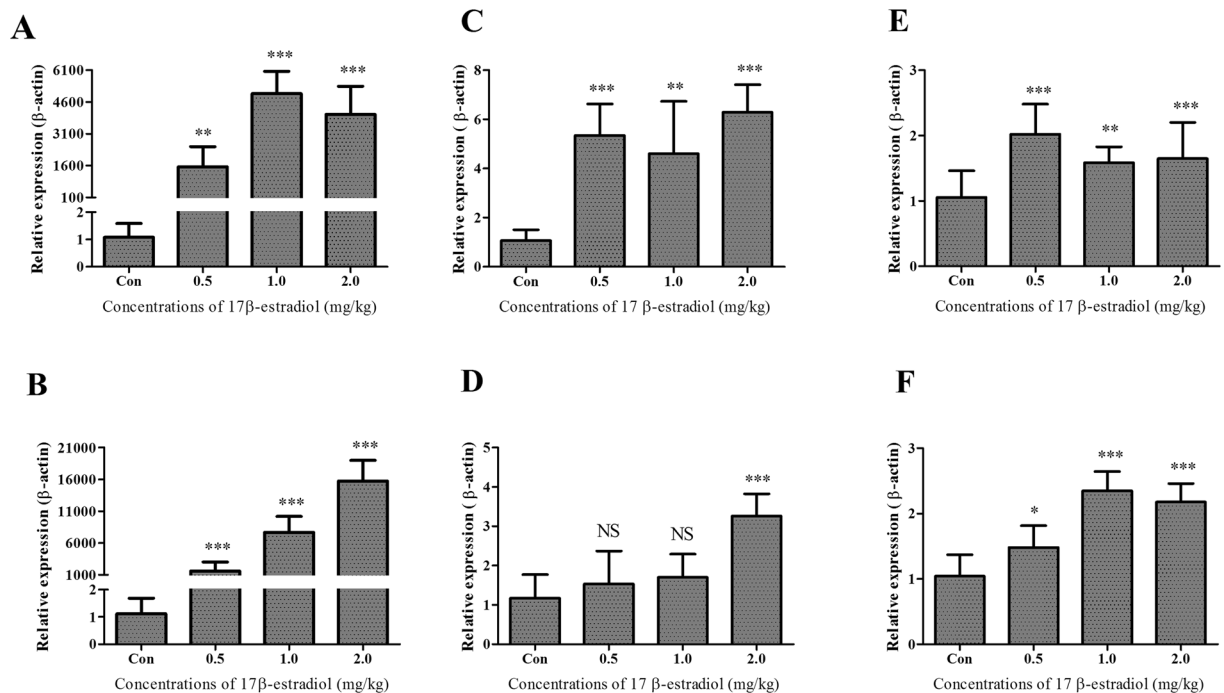 A
Relative expression (β-actin)
6100
4600
3100
1600
100
2
1
0
**
***
***
Con
0.5
1.0
2.0
Concentrations of 17β-estradiol (mg/kg)
C
Relative expression ( β-actin)
8
6
4
2
0
***
**
***
Con
0.5
1.0
2.0
Concentrations of 17 β-estradiol (mg/kg)
E
Relative expression ( β-actin)
3
2
1
0
***
**
***
Con
0.5
1.0
2.0
Concentrations of 17 β-estradiol (mg/kg)
B
Relative expression (β-actin)
21000
16000
11000
6000
1000
2
1
0
***
***
***
Con
0.5
1.0
2.0
Concentrations of 17β-estradiol (mg/kg)
D
Relative expression ( β-actin)
5
4
3
2
1
0
NS
NS
***
Con
0.5
1.0
2.0
Concentrations of 17 β-estradiol (mg/kg)
F
Relative expression ( β-actin)
3
2
1
0
*
***
***
Con
0.5
1.0
2.0
Concentrations of 17 β-estradiol (mg/kg)